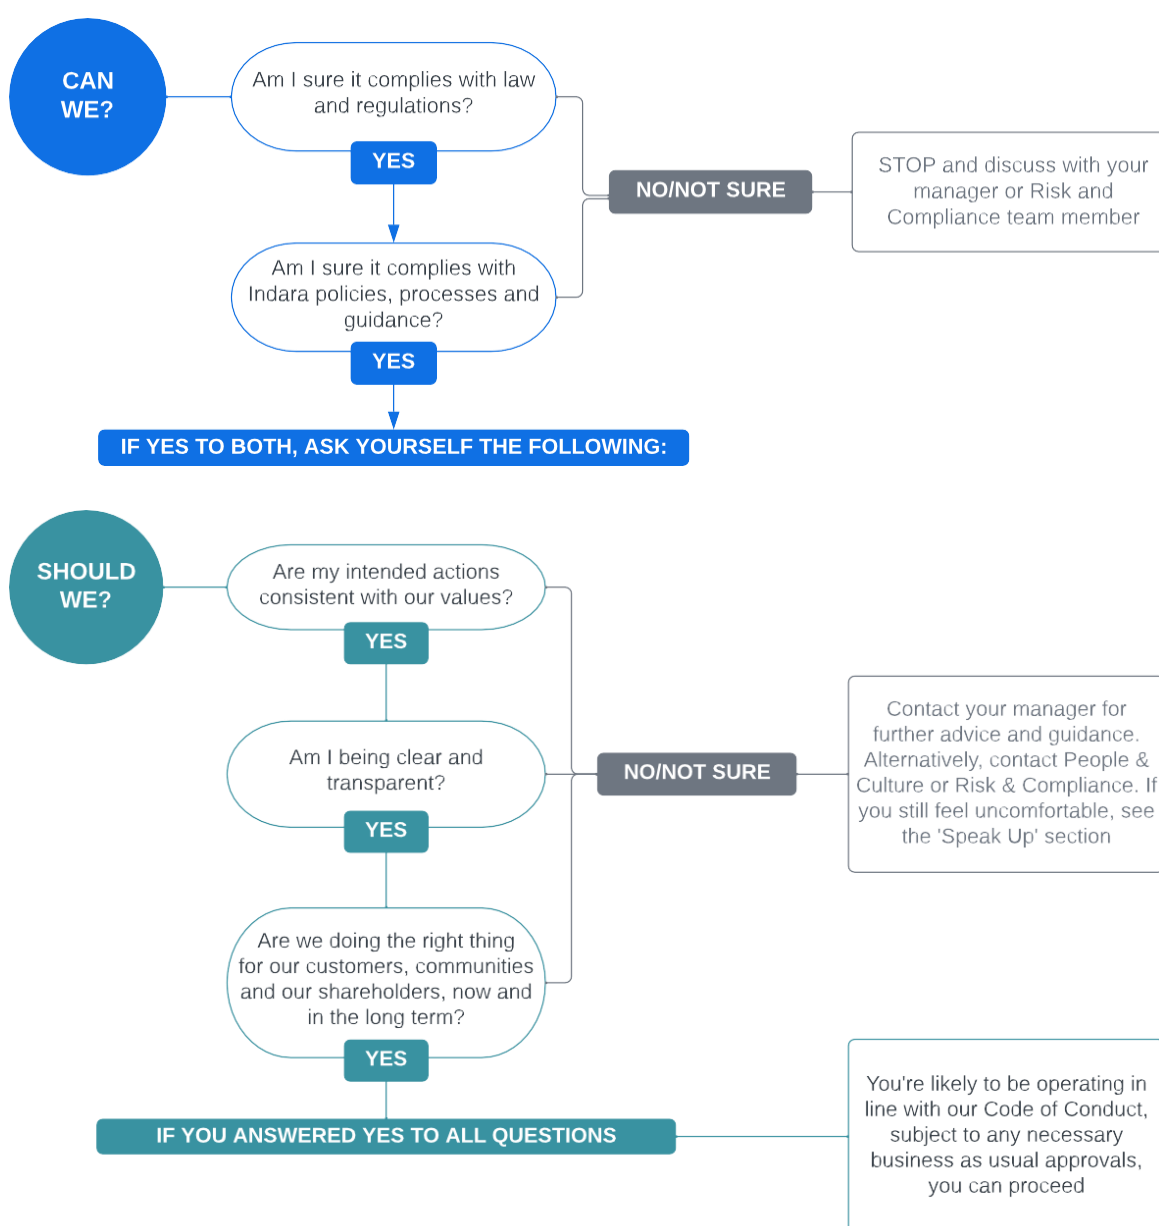 CAN
WE?
Am I sure it complies with law
and regulations?
YES
NO/NOT SURE
STOP and discuss with your
manager or Risk and
Compliance team member
Am I sure it complies with
Indara policies, processes and
guidance?
YES
IF YES TO BOTH, ASK YOURSELF THE FOLLOWING:
SHOULD
WE?
Are my intended actions
consistent with our values?
YES
Am I being clear and
transparent?
YES
NO/NOT SURE
Contact your manager for
further advice and guidance.
Alternatively, contact People &
Culture or Risk & Compliance. If
you still feel uncomfortable, see
the 'Speak Up' section
Are we doing the right thing
for our customers, communities
and our shareholders, now and
in the long term?
YES
IF YOU ANSWERED YES TO ALL QUESTIONS
You're likely to be operating in
line with our Code of Conduct,
subject to any necessary
business as usual approvals,
you can proceed